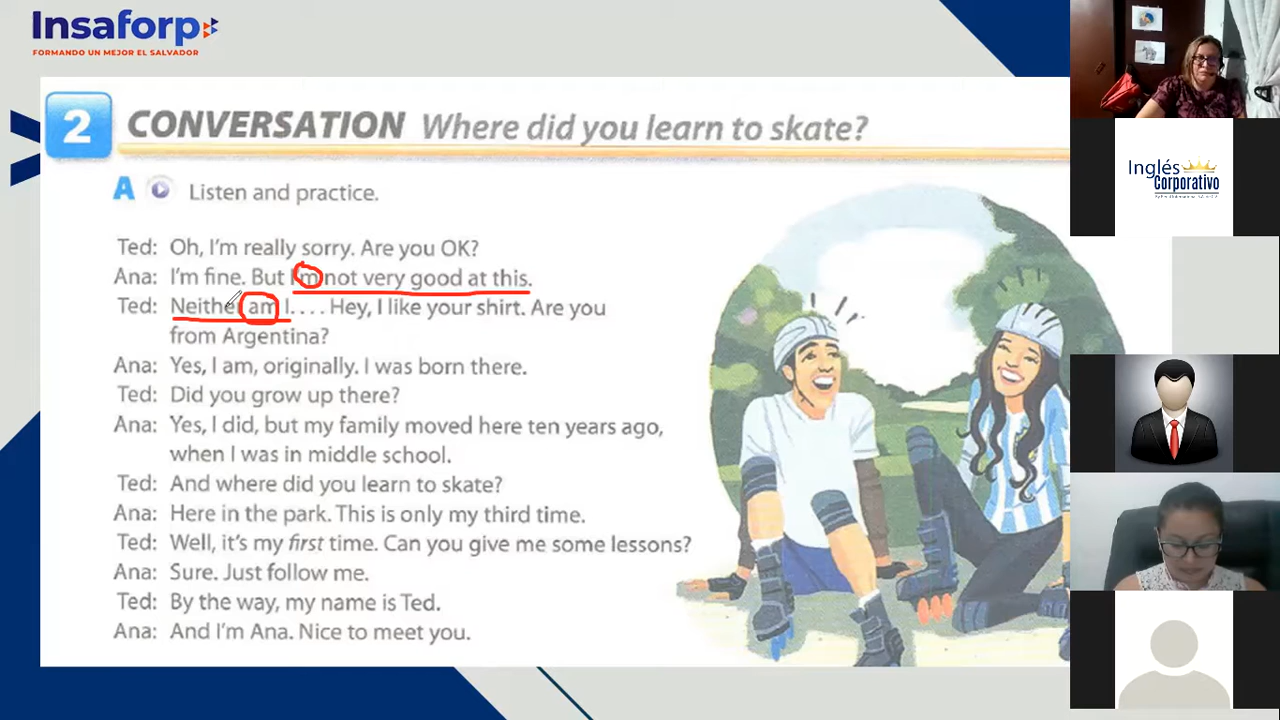 Insaforp
FORMANDO UN MEJOR EL SALVADOR
2 CONVERSATION Where did you learn to skate?
A Listen and practice.
Ted: Oh, I'm really sorry. Are you OK?
Ana: I'm fine. But I'm not very good at this.
Ted: Neither am I. . . . Hey, I like your shirt. Are you
from Argentina?
Ana: Yes, I am, originally. I was born there.
Ted: Did you grow up there?
Ana: Yes, I did, but my family moved here ten years ago,
when I was in middle school.
Ted: And where did you learn to skate?
Ana: Here in the park. This is only my third time.
Ted: Well, it's my first time. Can you give me some lessons?
Ana: Sure. Just follow me.
Ted: By the way, my name is Ted.
Ana: And I'm Ana. Nice to meet you.
Inglés
Corporativo